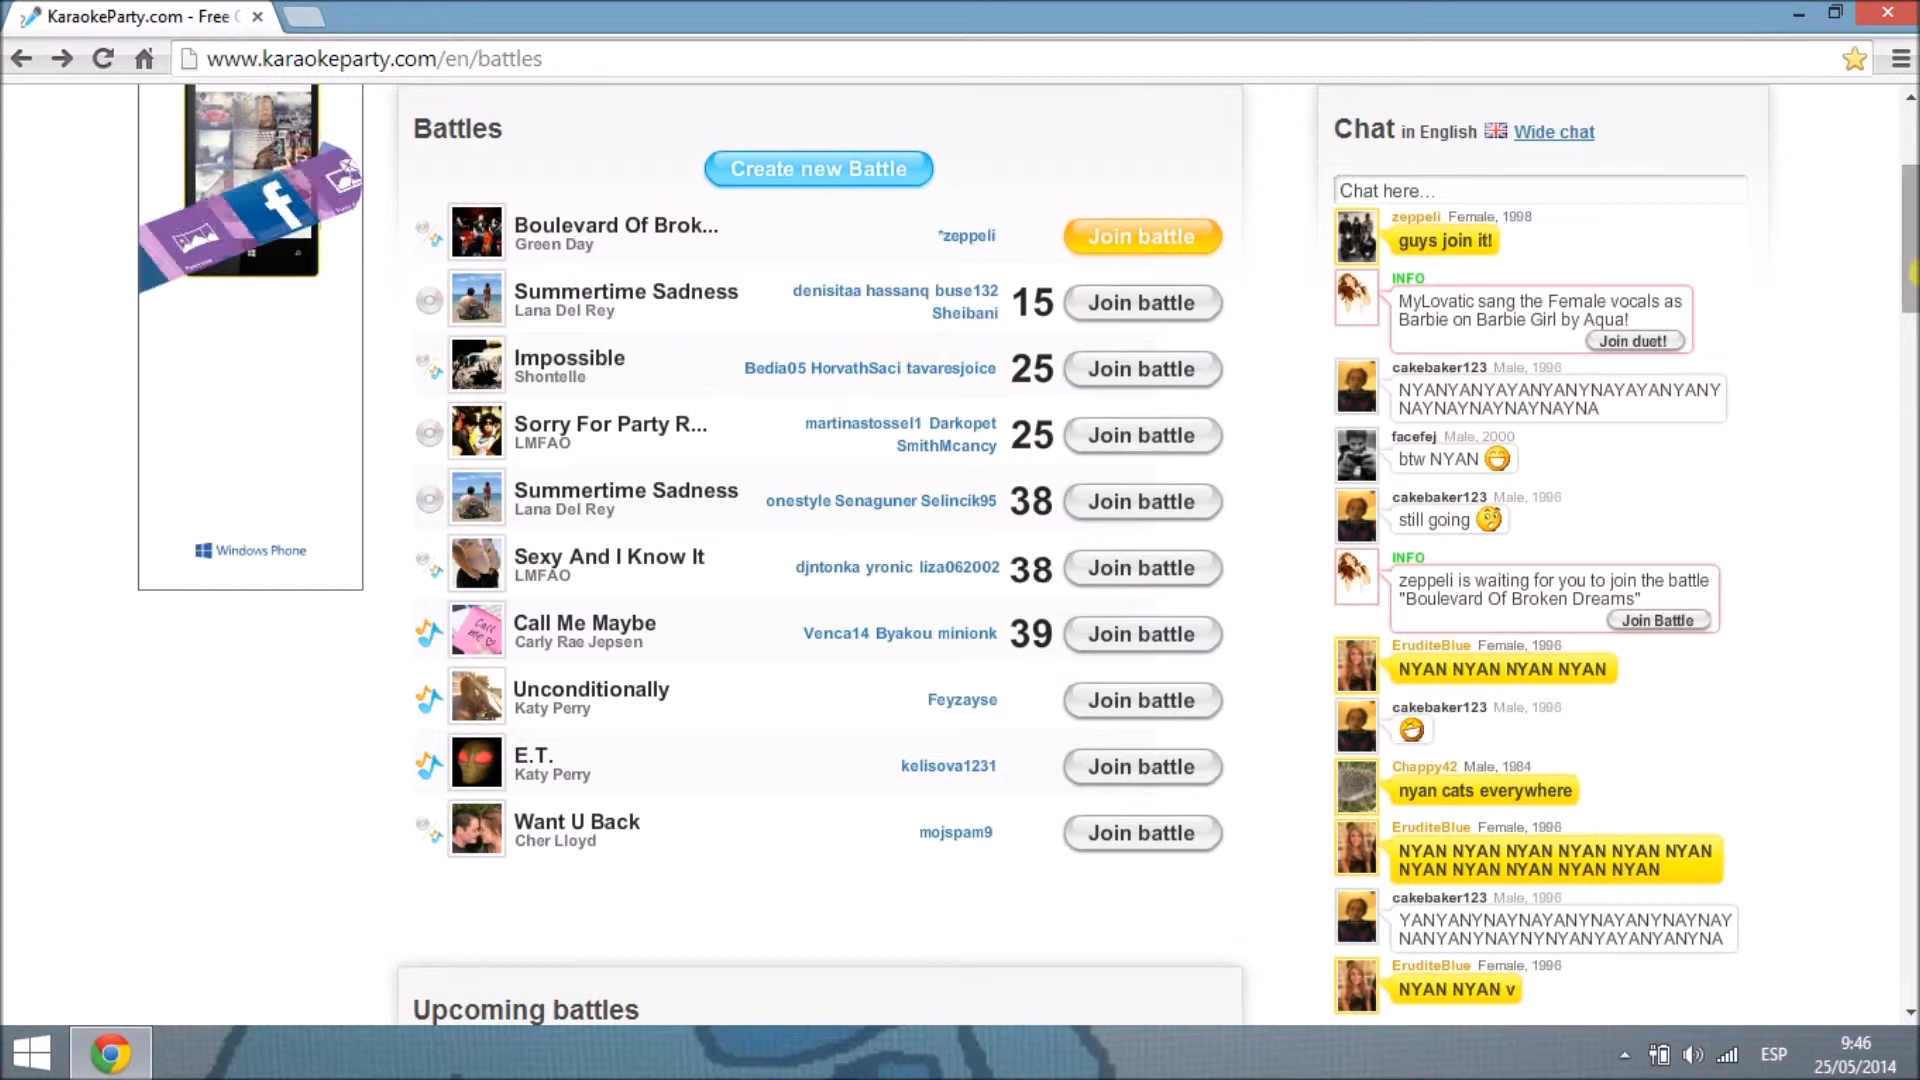 KaraokeParty.com - Free
www.karaokeparty.com/en/battles
Windows Phone
Battles
Create new Battle
Boulevard Of Brok...
Green Day
*zeppeli
Join battle
Summertime Sadness
Lana Del Rey
denisitaa hassanq buse132
Sheibani
15
Join battle
Impossible
Shontelle
Bedia05 HorvathSaci tavaresjoice
25
Join battle
Sorry For Party R...
LMFAO
martinastossel1 Darkopet
SmithMcancy
25
Join battle
Summertime Sadness
Lana Del Rey
onestyle Senaguner Selincik95
38
Join battle
Sexy And I Know It
LMFAO
djntonka yronic liza062002
38
Join battle
Call Me Maybe
Carly Rae Jepsen
Venca14 Byakou minionk
39
Join battle
Unconditionally
Katy Perry
Feyzayse
Join battle
E.T.
Katy Perry
kelisova1231
Join battle
Want U Back
Cher Lloyd
mojspam9
Join battle
Upcoming battles
Chat in English Wide chat
Chat here...
zeppeli Female, 1998
guys join it!
INFO
MyLovatic sang the Female vocals as
Barbie on Barbie Girl by Aqua!
Join duet!
cakebaker123 Male, 1996
NYANYANYAYANYANYNAYAYANYANY
NAYNAYNAYNAYNAYNA
facefej Male, 2000
btw NYAN
cakebaker123 Male, 1996
still going
INFO
zeppeli is waiting for you to join the battle
"Boulevard Of Broken Dreams"
Join Battle
EruditeBlue Female, 1996
NYAN NYAN NYAN NYAN
cakebaker123 Male, 1996
Chappy42 Male, 1984
nyan cats everywhere
EruditeBlue Female, 1996
NYAN NYAN NYAN NYAN NYAN NYAN
NYAN NYAN NYAN NYAN NYAN
cakebaker123 Male, 1996
YANYANYNAYNAYANYNAYANYNAYNAY
NANYANYNAYNYNYANYAYANYANYNA
EruditeBlue Female, 1996
NYAN NYAN v
ESP
9:46
25/05/2014